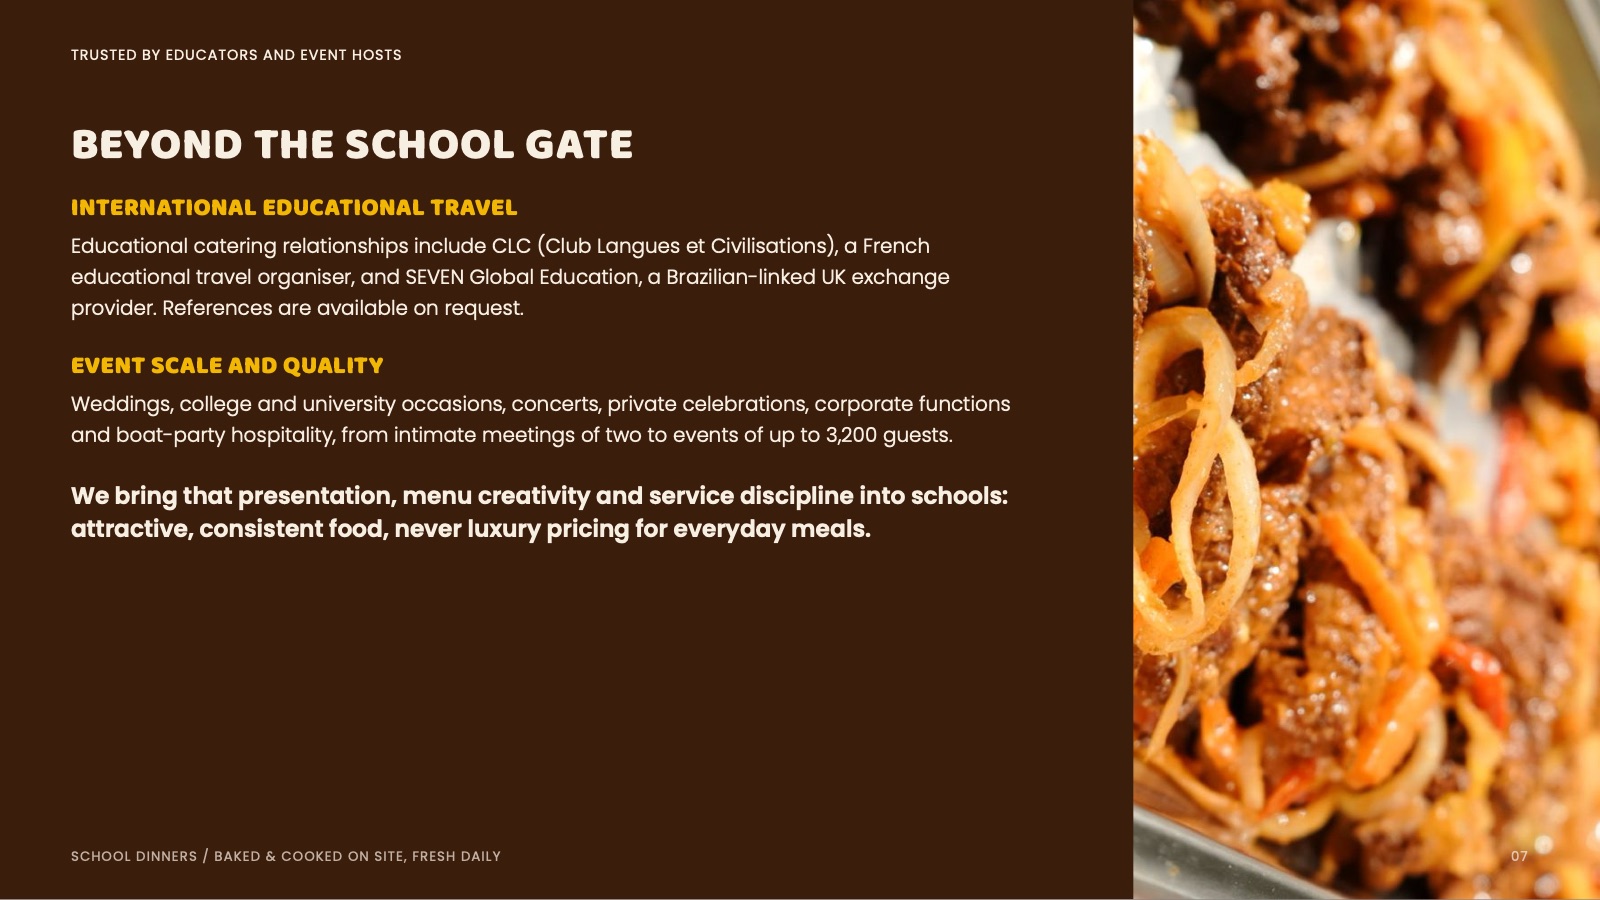 TRUSTED BY EDUCATORS AND EVENT HOSTS
BEYOND THE SCHOOL GATE
INTERNATIONAL EDUCATIONAL TRAVEL
Educational catering relationships include CLC (Club Langues et Civilisations), a French
educational travel organiser, and SEVEN Global Education, a Brazilian-linked UK exchange
provider. References are available on request.
EVENT SCALE AND QUALITY
Weddings, college and university occasions, concerts, private celebrations, corporate functions
and boat-party hospitality, from intimate meetings of two to events of up to 3,200 guests.
We bring that presentation, menu creativity and service discipline into schools:
attractive, consistent food, never luxury pricing for everyday meals.
SCHOOL DINNERS / BAKED & COOKED ON SITE, FRESH DAILY
07